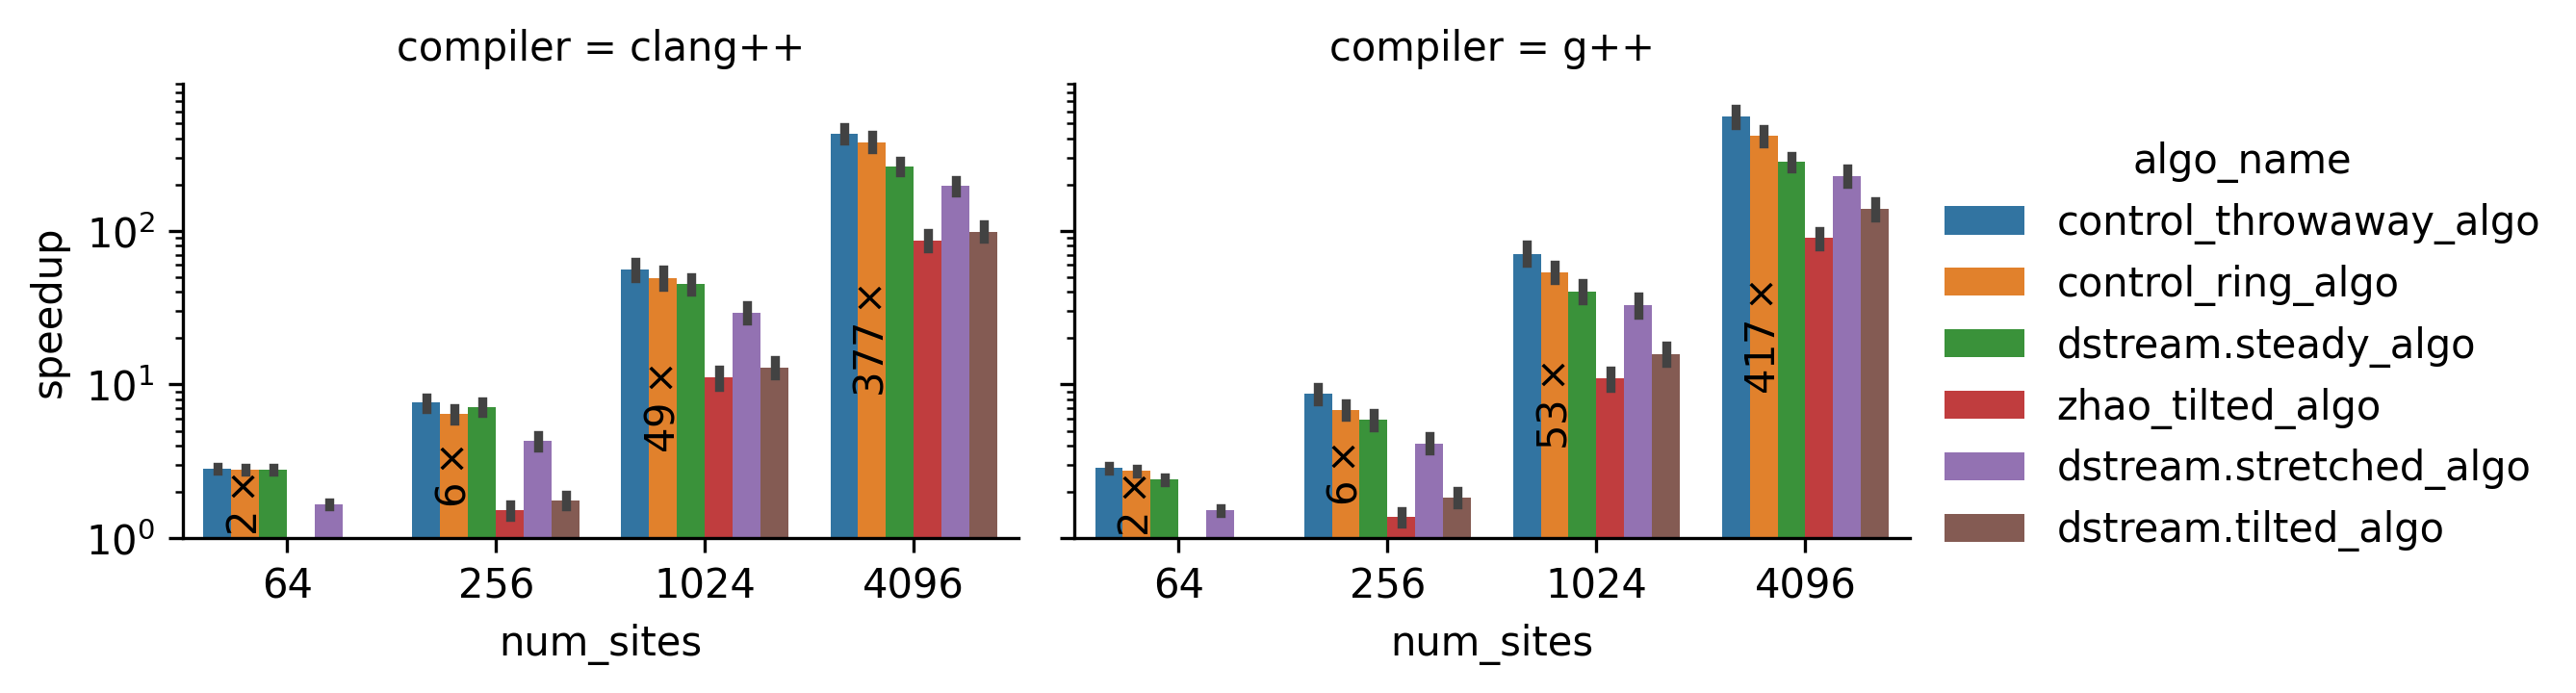 compiler = clang++
compiler = g++
speedup
10²
10¹
10⁰
2×
6×
49×
377×
2×
6×
53×
417×
64
256
1024
4096
64
256
1024
4096
num_sites
num_sites
algo_name
control_throwaway_algo
control_ring_algo
dstream.steady_algo
zhao_tilted_algo
dstream.stretched_algo
dstream.tilted_algo